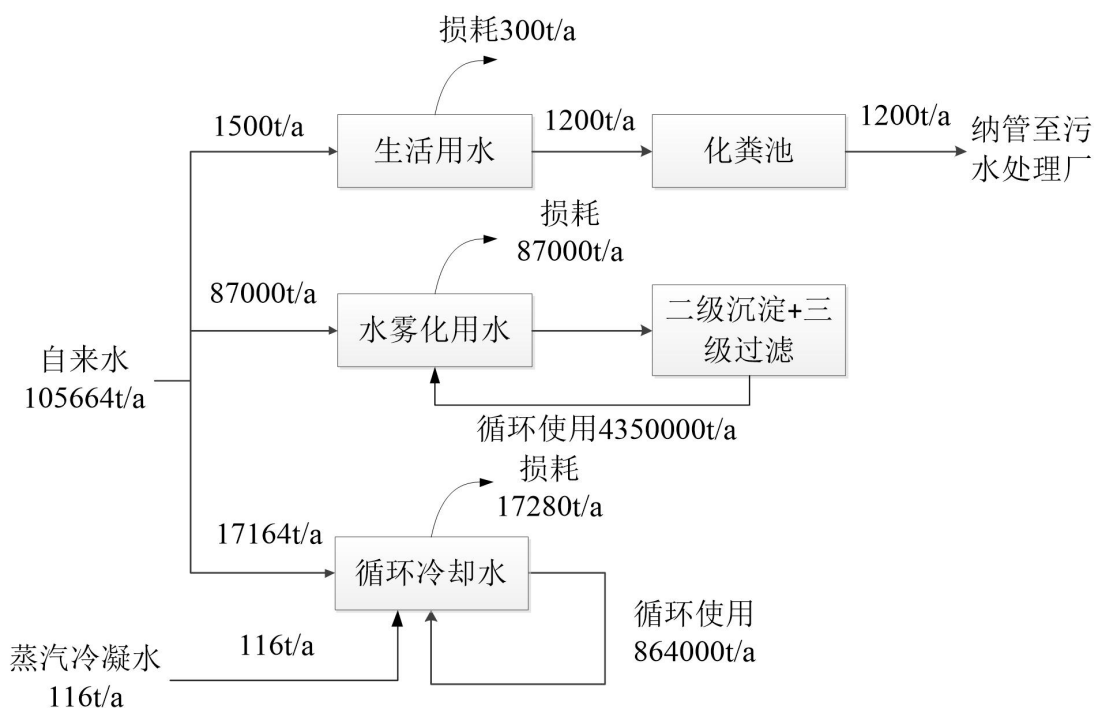 损耗300t/a
1500t/a
生活用水
1200t/a
化粪池
1200t/a
纳管至污
水处理厂
损耗
87000t/a
87000t/a
水雾化用水
二级沉淀+三
级过滤
自来水
105664t/a
循环使用4350000t/a
损耗
17280t/a
17164t/a
循环冷却水
循环使用
864000t/a
蒸汽冷凝水
116t/a
116t/a